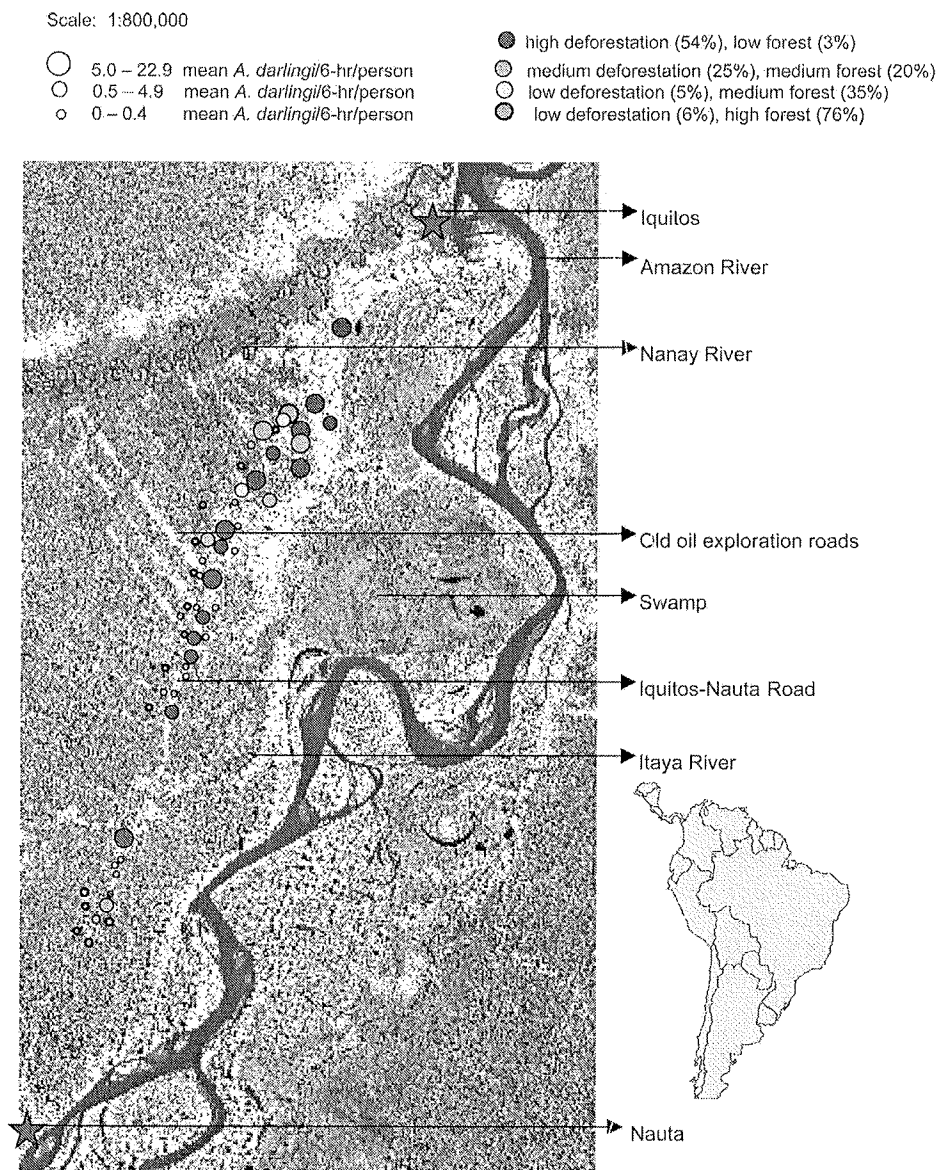 Scale: 1:800,000
5.0 – 22.9 mean A. darlingi/6-hr/person
0.5 – 4.9 mean A. darlingi/6-hr/person
0 – 0.4 mean A. darlingi/6-hr/person
high deforestation (54%), low forest (3%)
medium deforestation (25%), medium forest (20%)
low deforestation (5%), medium forest (35%)
low deforestation (6%), high forest (76%)
Iquitos
Amazon River
Nanay River
Old oil exploration roads
Swamp
Iquitos-Nauta Road
Itaya River
Nauta